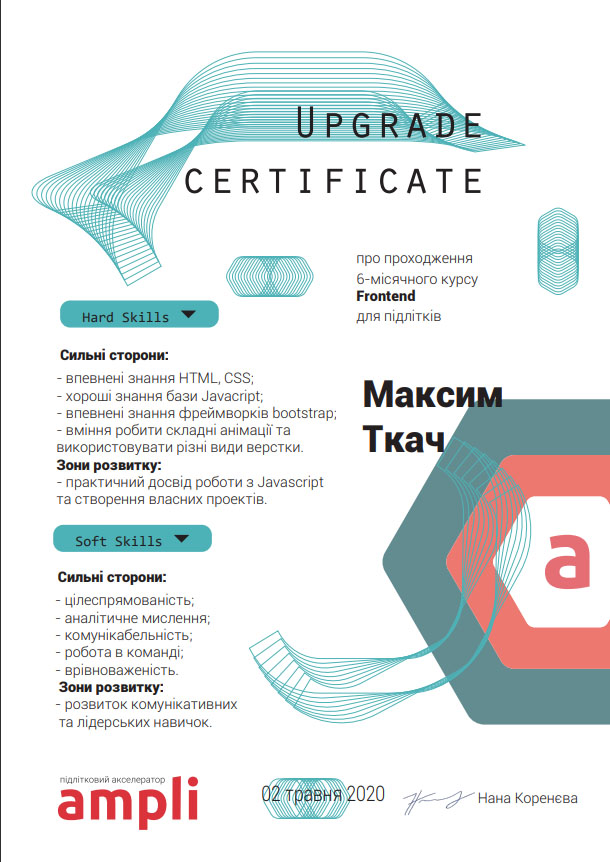 UPGRADE
CERTIFICATE
про проходження
6-місячного курсу
Frontend
для підлітків
Hard Skills
Сильні сторони:
- впевнені знання HTML, CSS;
- хороші знання бази Javacript;
- впевнені знання фреймворків bootstrap;
- вміння робити складні анімації та
використовувати різні види верстки.
Зони розвитку:
- практичний досвід роботи з Javascript
та створення власних проектів.
Максим
Ткач
a
Soft Skills
Сильні сторони:
- цілеспрямованість;
- аналітичне мислення;
- комунікабельність;
- робота в команді;
- врівноваженість.
Зони розвитку:
- розвиток комунікативних
та лідерських навичок.
підлітковий акселератор
ampli
02 травня 2020
Нана Коренєва